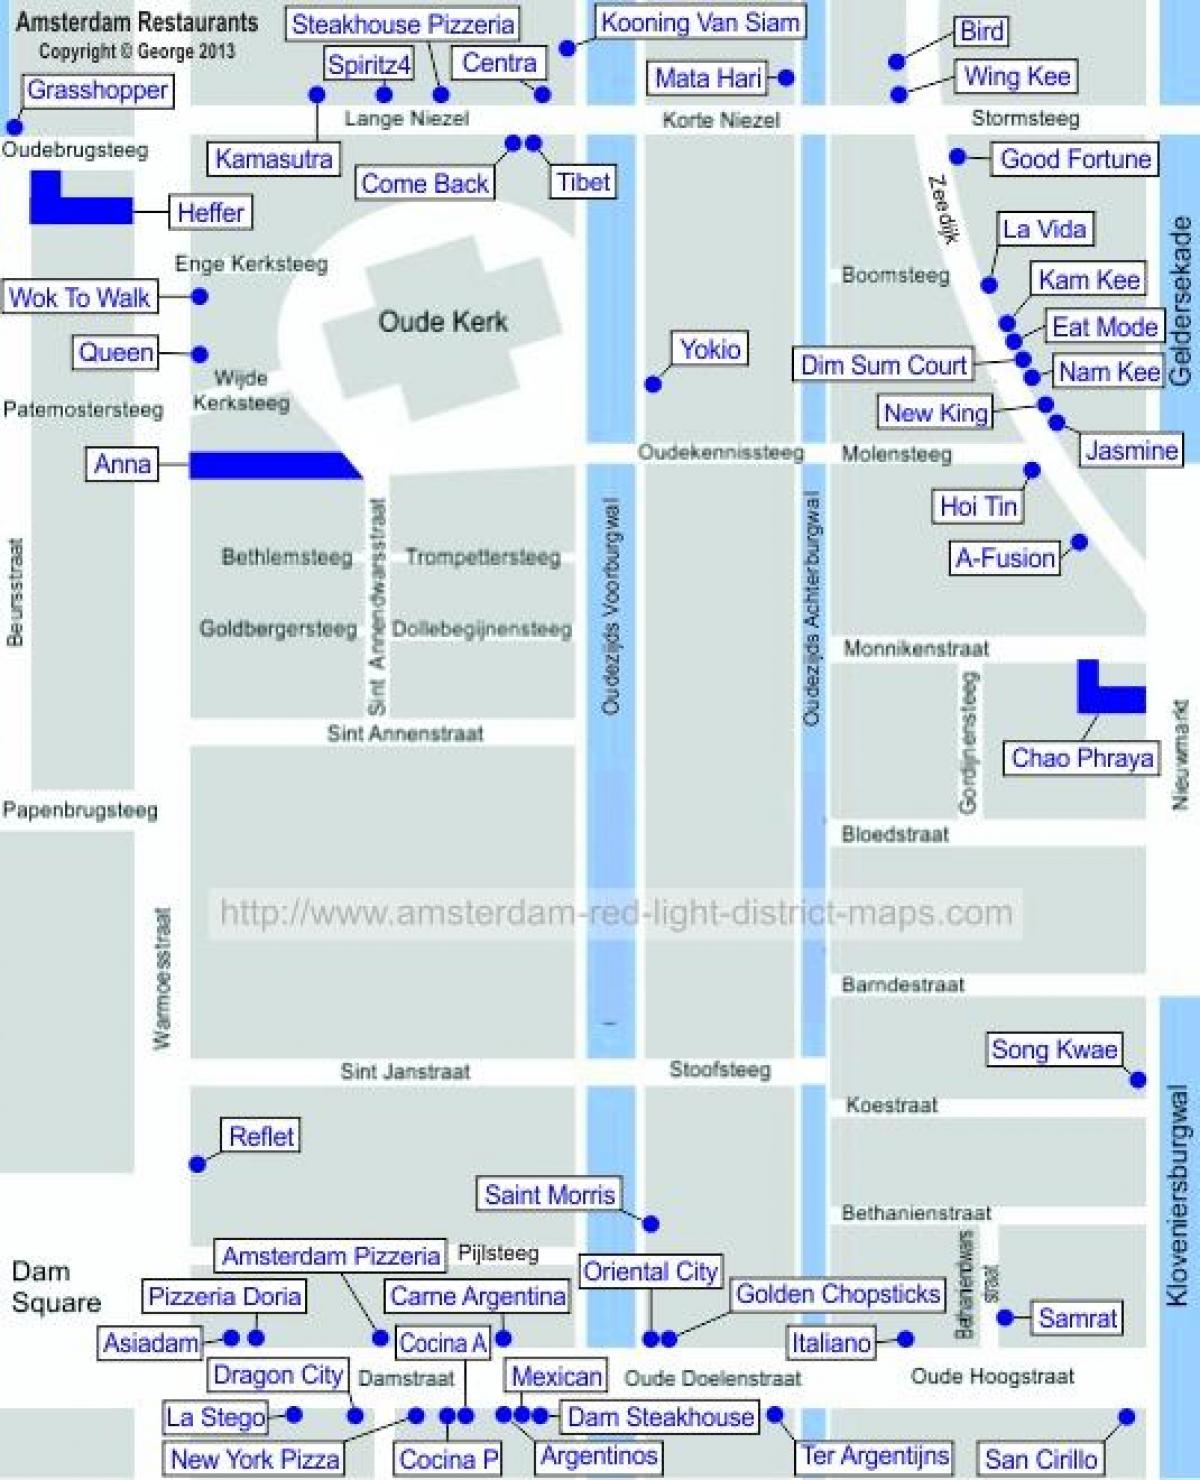 Amsterdam Restaurants
Copyright © George 2013
Steakhouse Pizzeria
Kooning Van Siam
Bird
Spiritz4
Centra
Mata Hari
Wing Kee
Grasshopper
Lange Niezel
Korte Niezel
Stormsteeg
Oudebrugsteeg
Kamasutra
Come Back
Tibet
Good Fortune
Zeedijk
Heffer
La Vida
Geldersekade
Enge Kerksteeg
Boomsteeg
Kam Kee
Wok To Walk
Oude Kerk
Eat Mode
Queen
Yokio
Dim Sum Court
Nam Kee
Wijde
Kerksteeg
Patemostersteeg
New King
Jasmine
Anna
Oudekennissteeg
Molensteeg
Hoi Tin
Beursstraat
Bethlemsteeg
Sint Annendwarsstraat
Trompettersteeg
Oudezijds Voorburgwal
Oudezijds Achterburgwal
A-Fusion
Goldbergersteeg
Dollebegijnensteeg
Monnikenstraat
Gordijnensteeg
Sint Annenstraat
Chao Phraya
Nieuwmarkt
Papenbrugsteeg
Bloedstraat
http://www.amsterdam-red-light-district-maps.com
Warmoesstraat
Barndestraat
Song Kwae
Sint Janstraat
Stoofsteeg
Koestraat
Kloveniersburgwal
Reflet
Saint Morris
Bethanienstraat
Bethaniendwars
straat
Dam
Square
Amsterdam Pizzeria
Pijlsteeg
Oriental City
Pizzeria Doria
Carne Argentina
Golden Chopsticks
Samrat
Asiadam
Cocina A
Italiano
Dragon City
Damstraat
Mexican
Oude Doelenstraat
Oude Hoogstraat
La Stego
Dam Steakhouse
New York Pizza
Cocina P
Argentinos
Ter Argentijns
San Cirillo